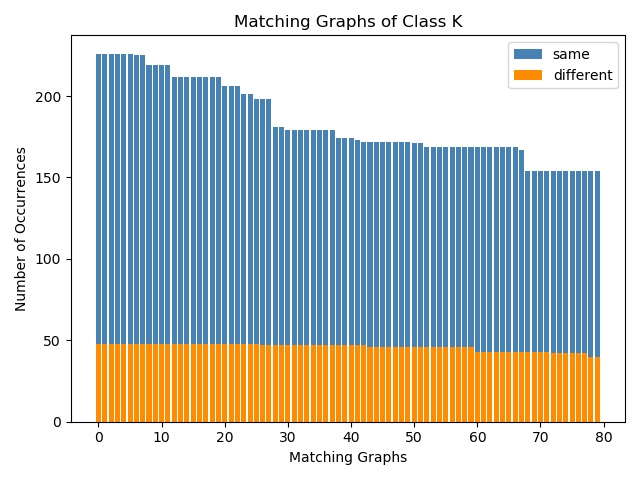 Matching Graphs of Class K
same
different
Number of Occurrences
200
150
100
50
0
0 10 20 30 40 50 60 70 80
Matching Graphs